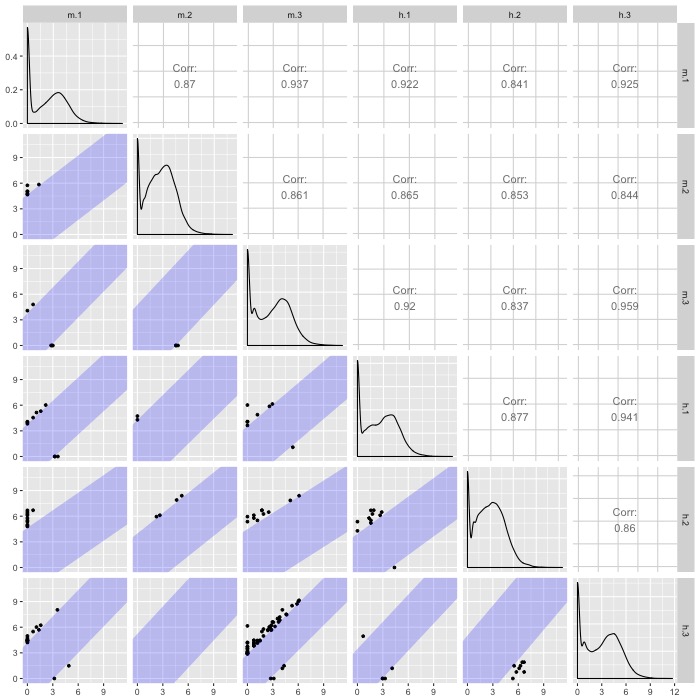 m.1 m.2 m.3 h.1 h.2 h.3
0.4
0.2
0.0
Corr:
0.87
Corr:
0.937
Corr:
0.922
Corr:
0.841
Corr:
0.925
m.1
9
6
3
0
Corr:
0.861
Corr:
0.865
Corr:
0.853
Corr:
0.844
m.2
9
6
3
0
Corr:
0.92
Corr:
0.837
Corr:
0.959
m.3
9
6
3
0
Corr:
0.877
Corr:
0.941
h.1
9
6
3
0
Corr:
0.86
h.2
9
6
3
0
h.3
0 3 6 9 0 3 6 9 0 3 6 9 0 3 6 9 0 3 6 9 0 3 6 9 12